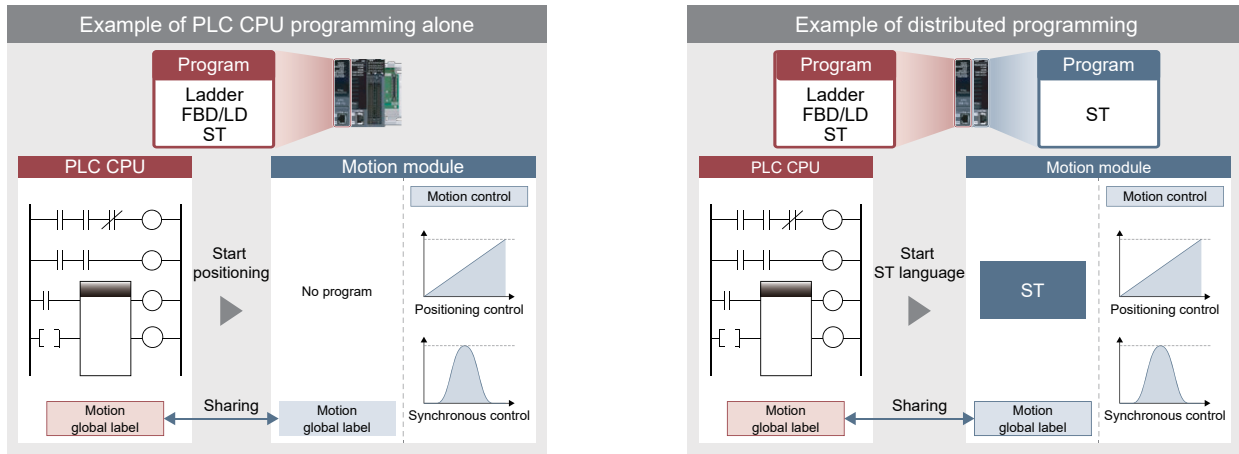 Example of PLC CPU programming alone
Program
Ladder
FBD/LD
ST
PLC CPU
Motion module
Motion control
Start
positioning
No program
Positioning control
Synchronous control
Motion
global label
Sharing
Motion
global label
Example of distributed programming
Program
Ladder
FBD/LD
ST
Program
ST
PLC CPU
Motion module
Motion control
Start
ST language
ST
Positioning control
Synchronous control
Motion
global label
Sharing
Motion
global label